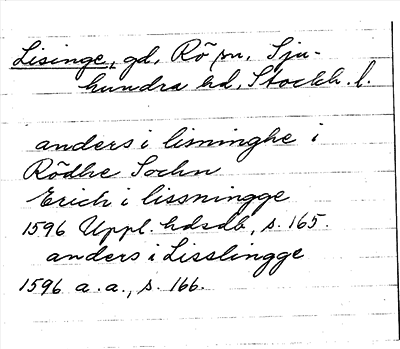 Lisinge, gd, Rö sn, Sju-
hundra hd, Stockh. l.
anders i lisninghe i
Rödhe Sochn
Erich i lissningge
1596 Uppl. hdsdb, s. 165.
anders i Lisslingge
1596 a. a., s. 166.